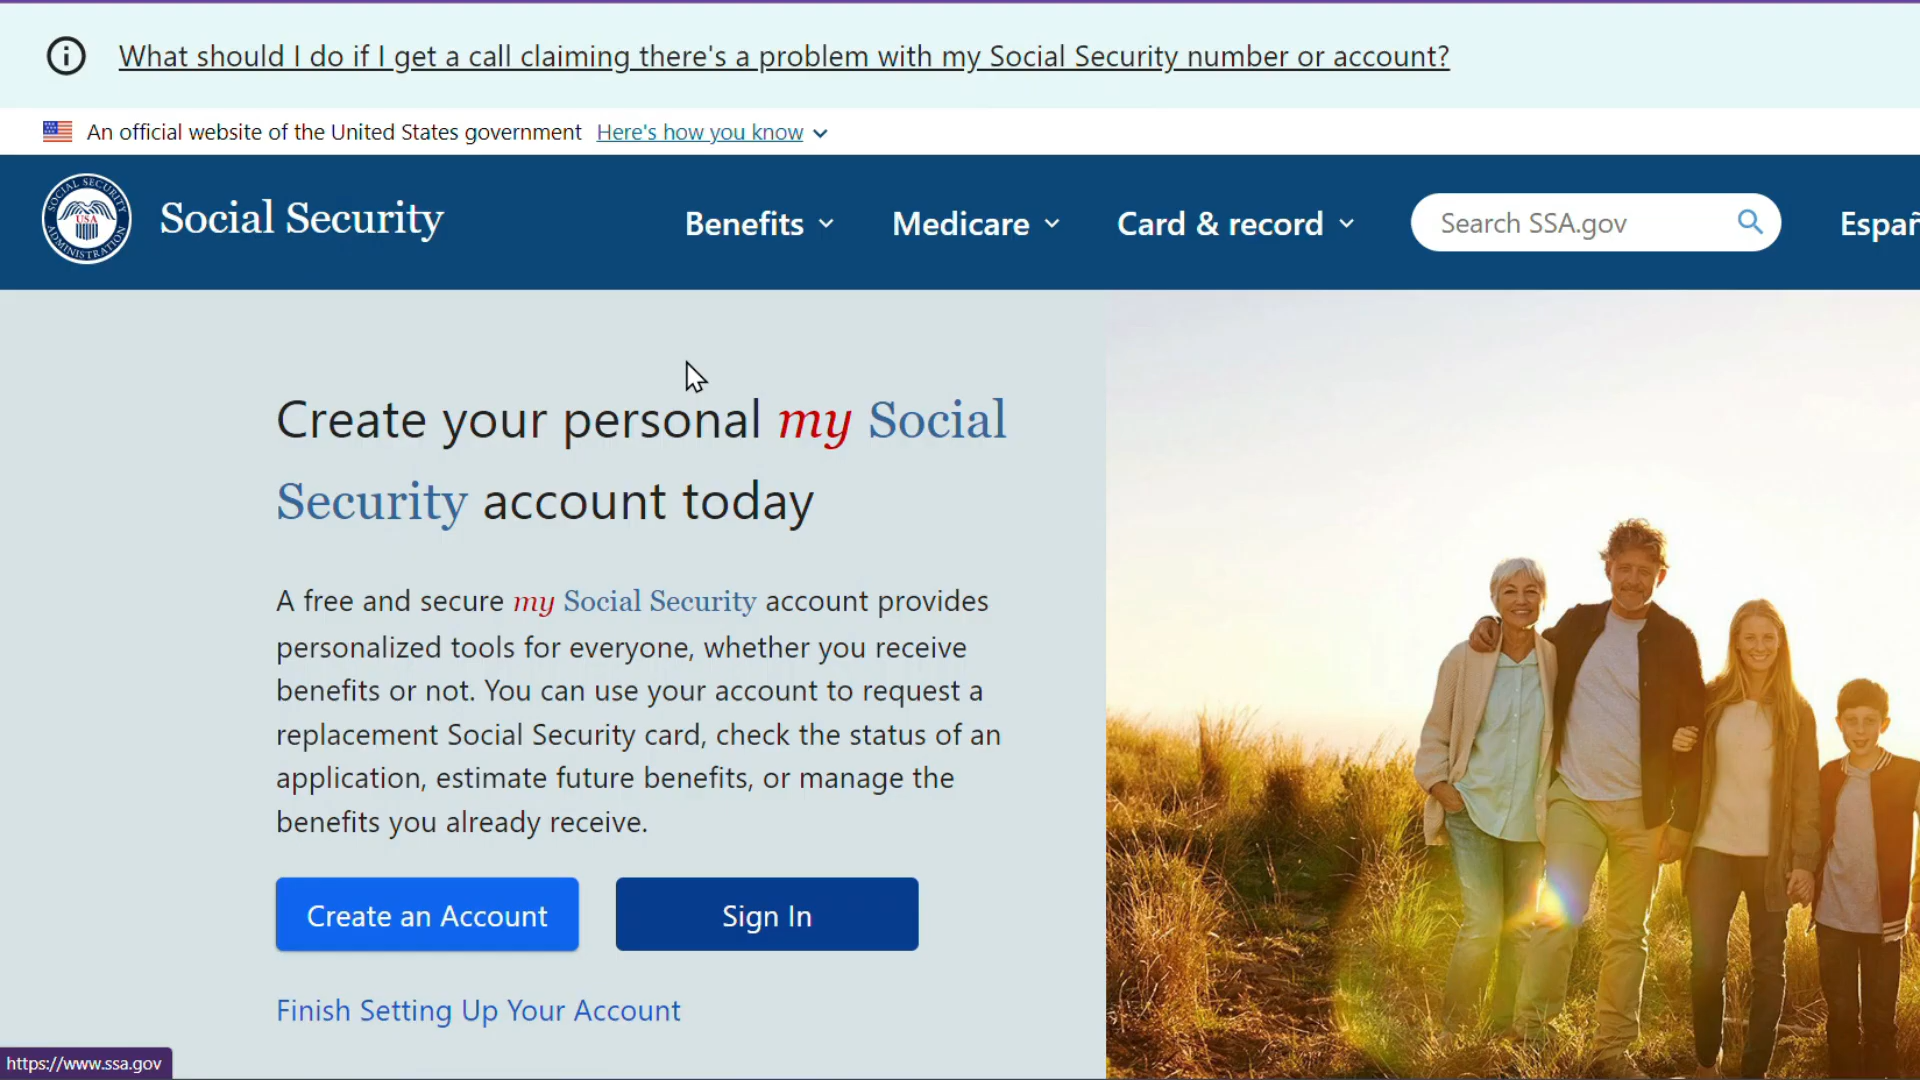 What should I do if I get a call claiming there's a problem with my Social Security number or account?
An official website of the United States government Here's how you know
SOCIAL SECURITY ADMINISTRATION
USA
Social Security
Benefits
Medicare
Card & record
Search SSA.gov
Españ
Create your personal my Social
Security account today
A free and secure my Social Security account provides
personalized tools for everyone, whether you receive
benefits or not. You can use your account to request a
replacement Social Security card, check the status of an
application, estimate future benefits, or manage the
benefits you already receive.
Create an Account
Sign In
Finish Setting Up Your Account
https://www.ssa.gov